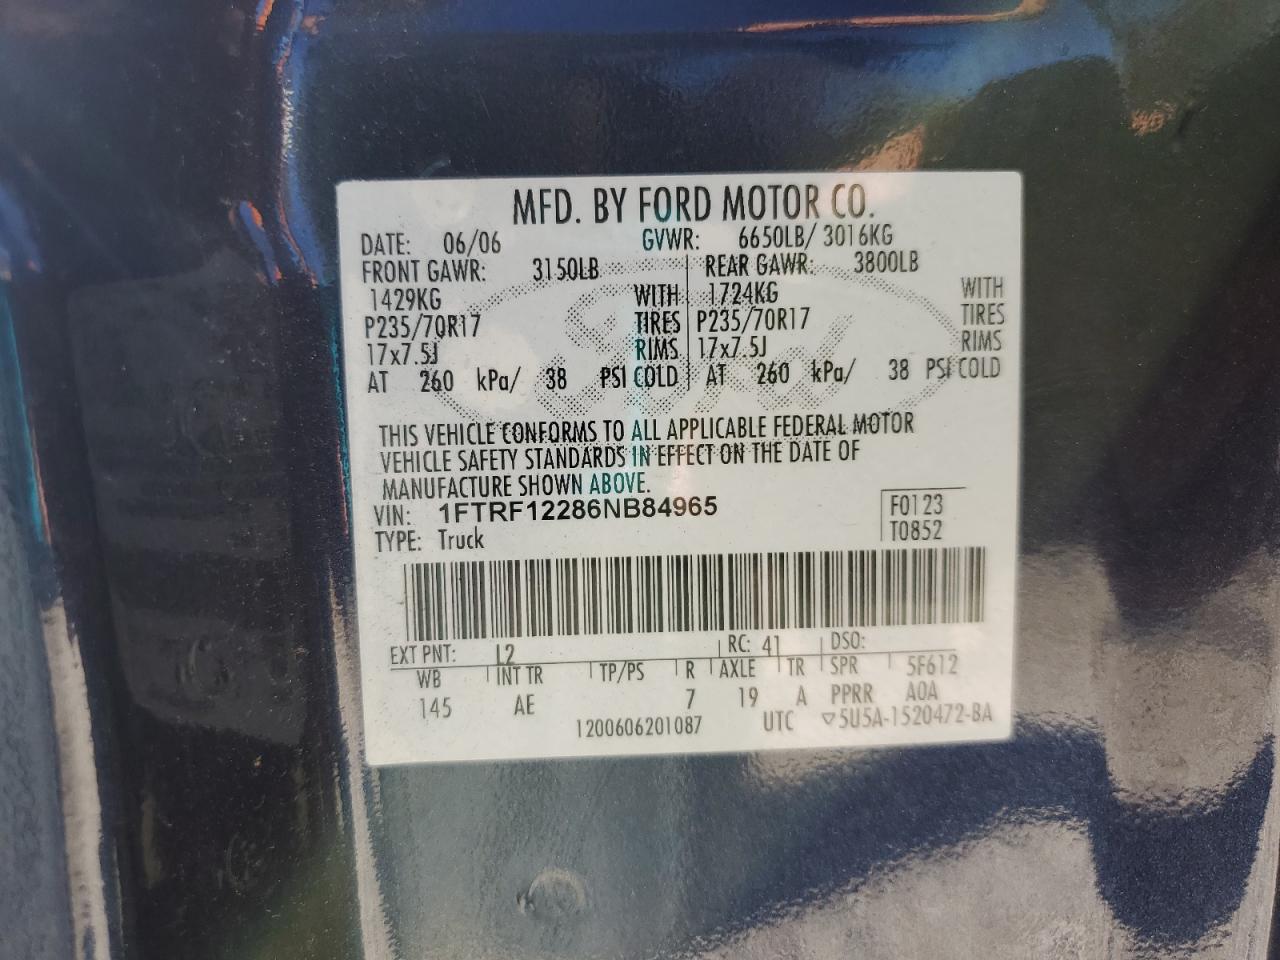 MFD. BY FORD MOTOR CO.
DATE: 06/06 GVWR: 6650LB/ 3016KG
FRONT GAWR: 3150LB REAR GAWR: 3800LB
1429KG WITH 1724KG WITH
P235/70R17 TIRES P235/70R17 TIRES
17x7.5J RIMS 17x7.5J RIMS
AT 260 kPa/ 38 PSI COLD AT 260 kPa/ 38 PSI COLD
THIS VEHICLE CONFORMS TO ALL APPLICABLE FEDERAL MOTOR
VEHICLE SAFETY STANDARDS IN EFFECT ON THE DATE OF
MANUFACTURE SHOWN ABOVE.
VIN: 1FTRF12286NB84965 F0123
TYPE: Truck T0852
EXT PNT: L2 RC: 41 DSO:
WB INT TR TP/PS R AXLE TR SPR 5F612
145 AE 7 19 A PPRR A0A
1200606201087 UTC ▽5U5A-1520472-BA